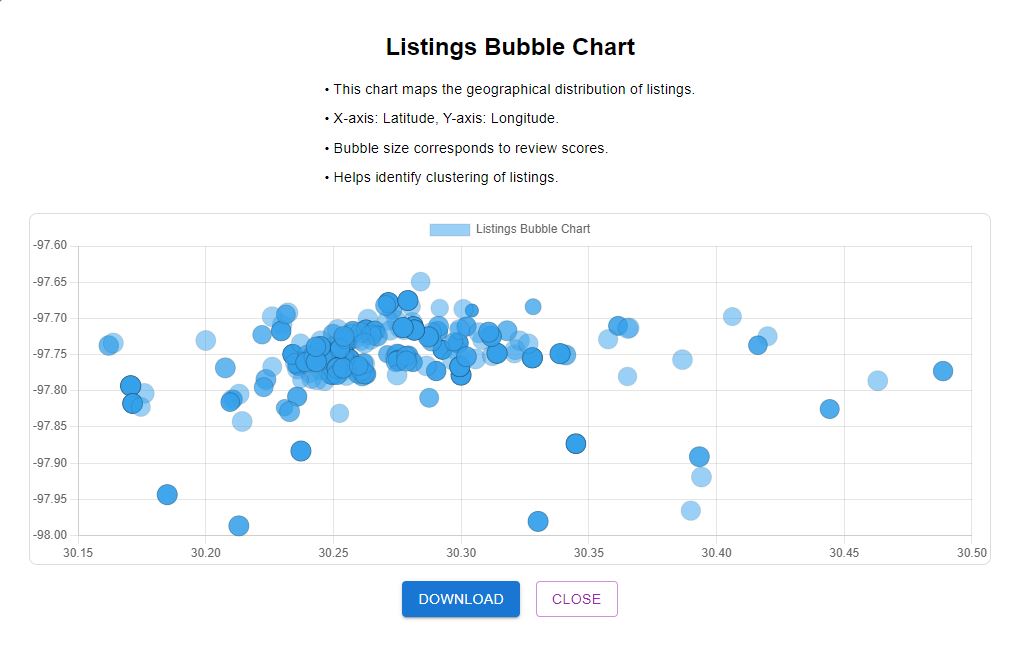 Listings Bubble Chart
• This chart maps the geographical distribution of listings.
• X-axis: Latitude, Y-axis: Longitude.
• Bubble size corresponds to review scores.
• Helps identify clustering of listings.
Listings Bubble Chart
-97.60
-97.65
-97.70
-97.75
-97.80
-97.85
-97.90
-97.95
-98.00
30.15 30.20 30.25 30.30 30.35 30.40 30.45 30.50
DOWNLOAD CLOSE